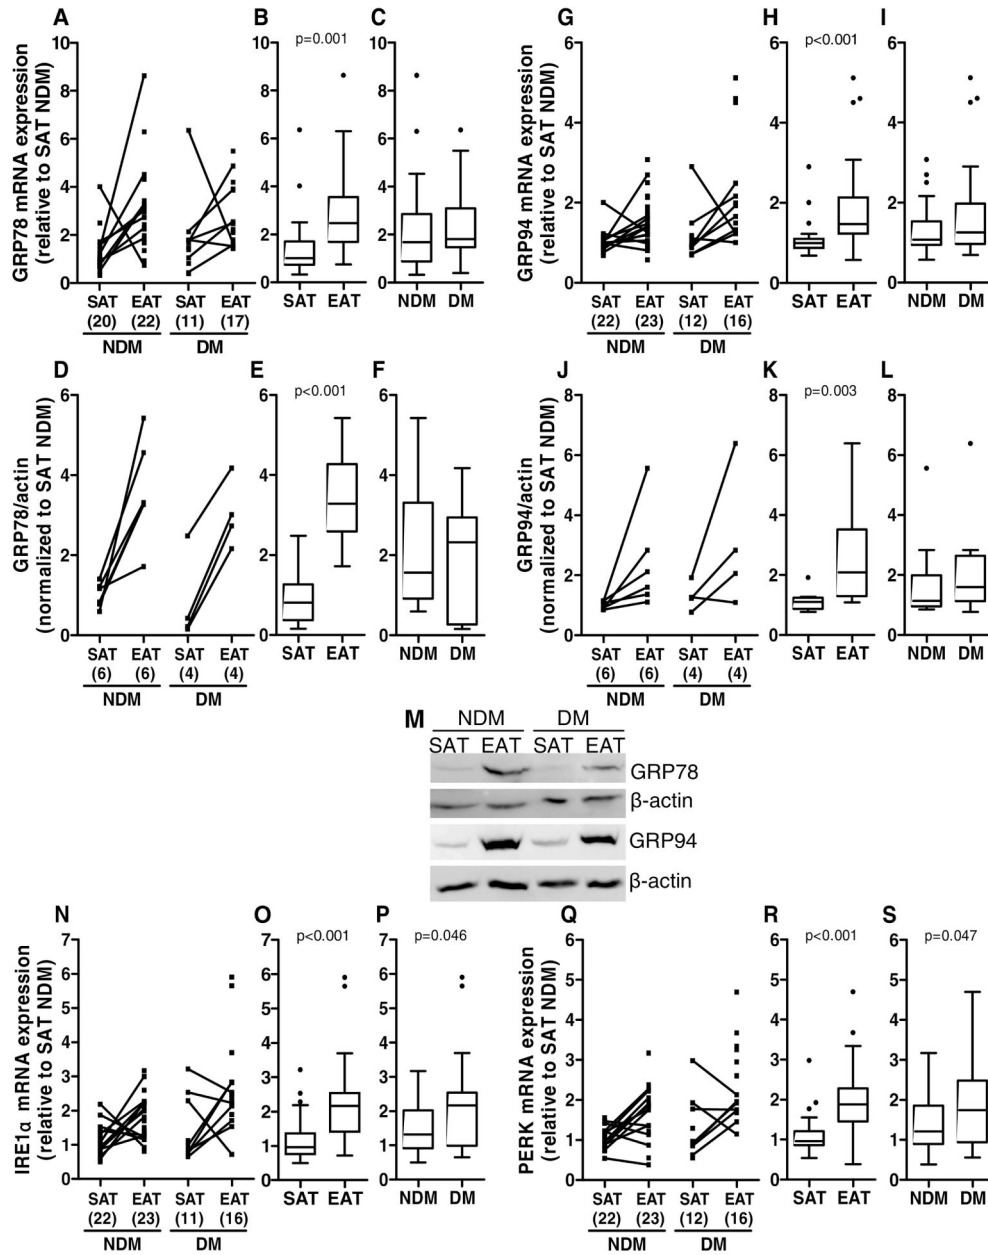 A
B
C
G
H
I
GRP78 mRNA expression
(relative to SAT NDM)
10
8
6
4
2
0
SAT
EAT
SAT
EAT
(20)
(22)
(11)
(17)
NDM
DM
p=0.001
10
8
6
4
2
0
SAT
EAT
10
8
6
4
2
0
NDM
DM
GRP94 mRNA expression
(relative to SAT NDM)
6
4
2
0
SAT
EAT
SAT
EAT
(22)
(23)
(12)
(16)
NDM
DM
p<0.001
6
4
2
0
SAT
EAT
6
4
2
0
NDM
DM
D
E
F
J
K
L
GRP78/actin
(normalized to SAT NDM)
6
4
2
0
SAT
EAT
SAT
EAT
(6)
(6)
(4)
(4)
NDM
DM
p<0.001
6
4
2
0
SAT
EAT
6
4
2
0
NDM
DM
GRP94/actin
(normalized to SAT NDM)
8
6
4
2
0
SAT
EAT
SAT
EAT
(6)
(6)
(4)
(4)
NDM
DM
p=0.003
8
6
4
2
0
SAT
EAT
8
6
4
2
0
NDM
DM
M
NDM
DM
SAT EAT SAT EAT
GRP78
β-actin
GRP94
β-actin
N
O
P
Q
R
S
IRE1α mRNA expression
(relative to SAT NDM)
7
6
5
4
3
2
1
0
SAT
EAT
SAT
EAT
(22)
(23)
(11)
(16)
NDM
DM
p<0.001
7
6
5
4
3
2
1
0
SAT
EAT
p=0.046
7
6
5
4
3
2
1
0
NDM
DM
PERK mRNA expression
(relative to SAT NDM)
6
5
4
3
2
1
0
SAT
EAT
SAT
EAT
(22)
(23)
(12)
(16)
NDM
DM
p<0.001
6
5
4
3
2
1
0
SAT
EAT
p=0.047
6
5
4
3
2
1
0
NDM
DM